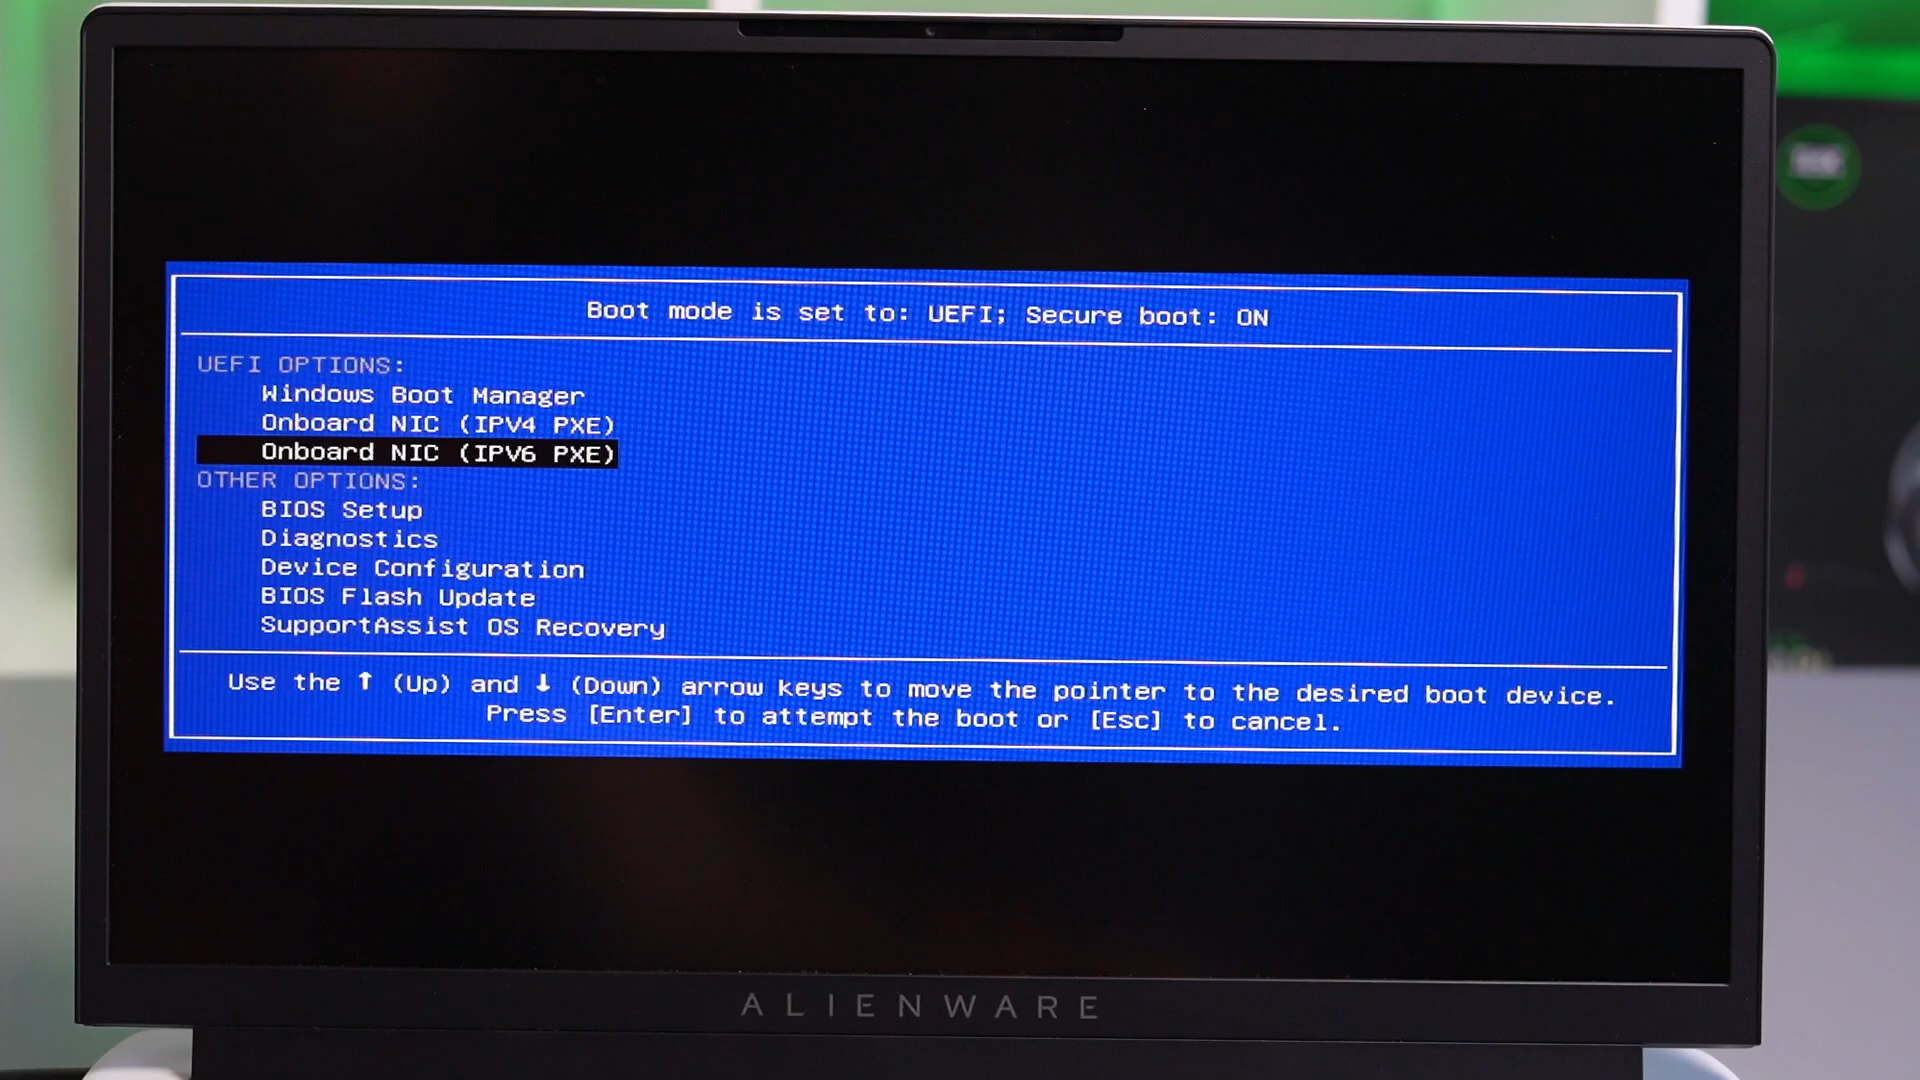 Boot mode is set to: UEFI; Secure boot: ON
UEFI OPTIONS:
Windows Boot Manager
Onboard NIC (IPV4 PXE)
Onboard NIC (IPV6 PXE)
OTHER OPTIONS:
BIOS Setup
Diagnostics
Device Configuration
BIOS Flash Update
SupportAssist OS Recovery
Use the ↑ (Up) and ↓ (Down) arrow keys to move the pointer to the desired boot device.
Press [Enter] to attempt the boot or [Esc] to cancel.
ALIENWARE